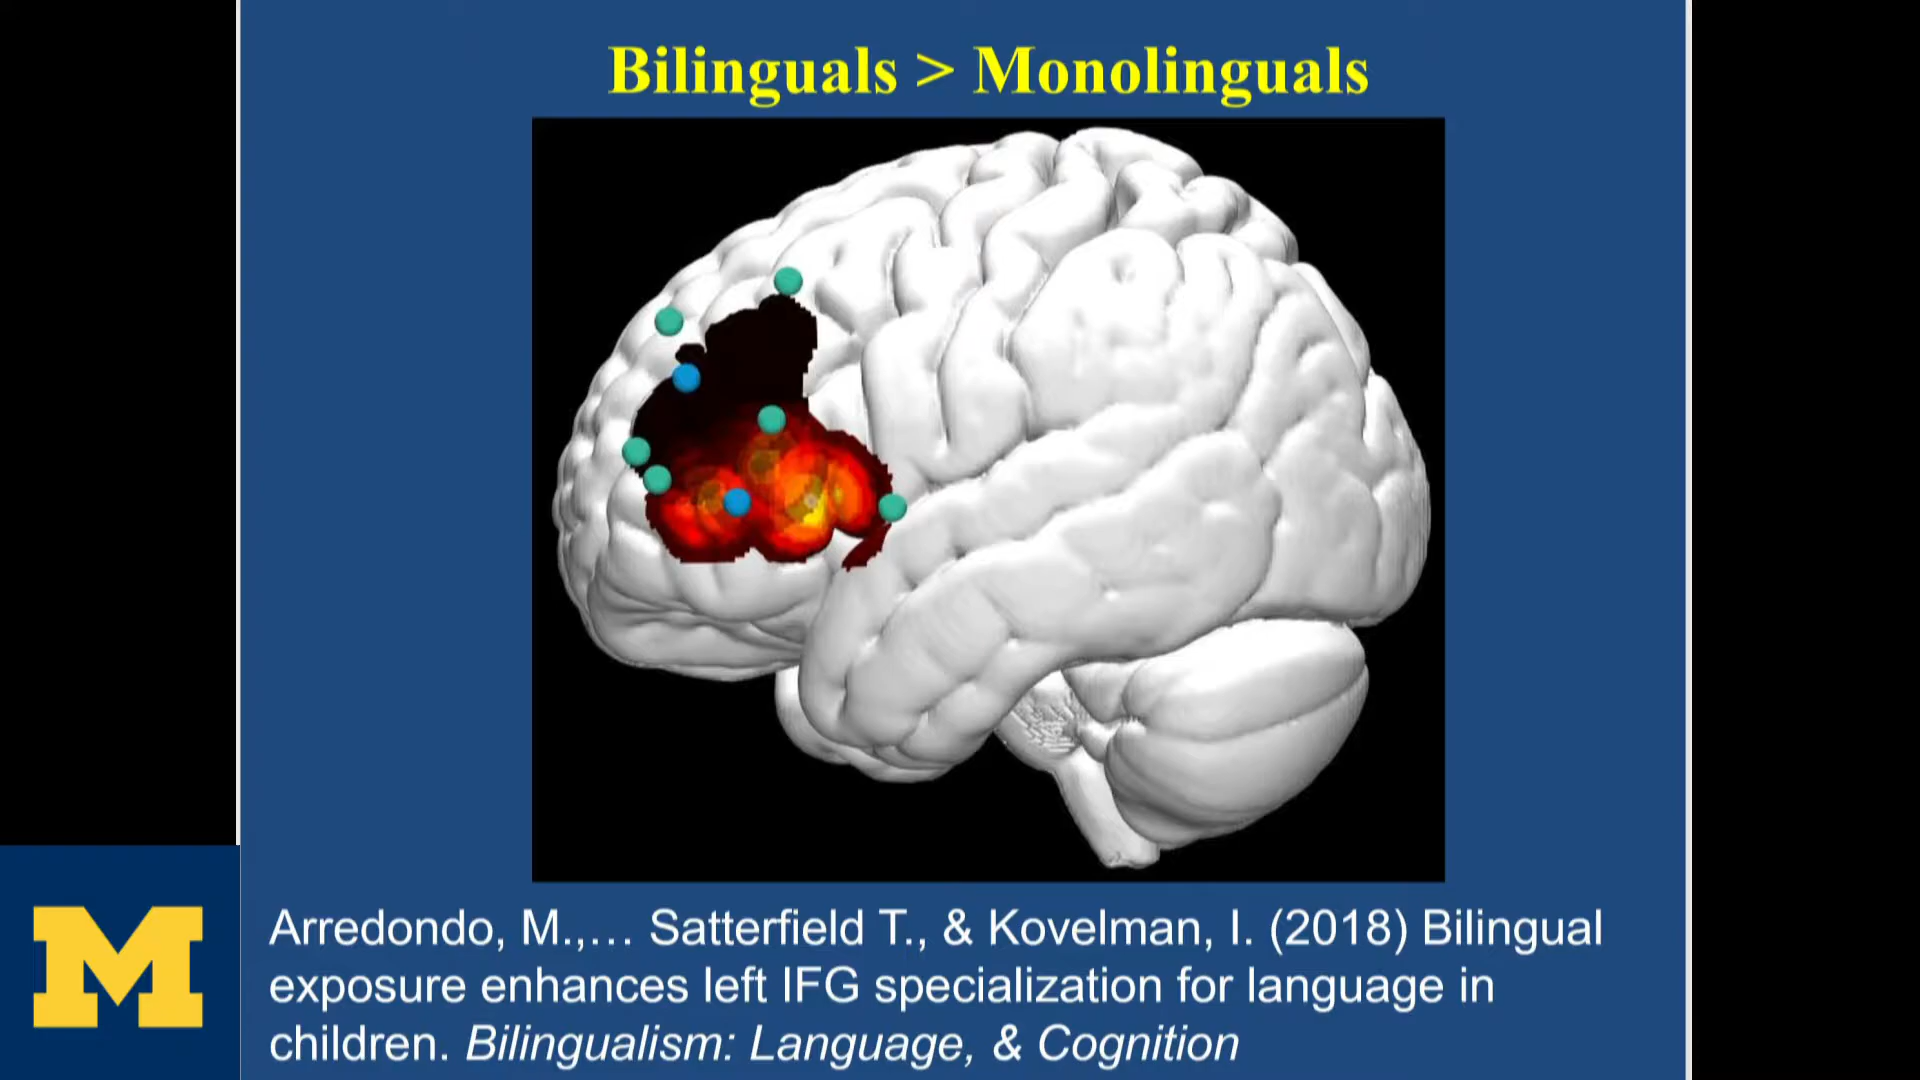 Bilinguals > Monolinguals
Arredondo, M.,… Satterfield T., & Kovelman, I. (2018) Bilingual
exposure enhances left IFG specialization for language in
children. Bilingualism: Language, & Cognition
M